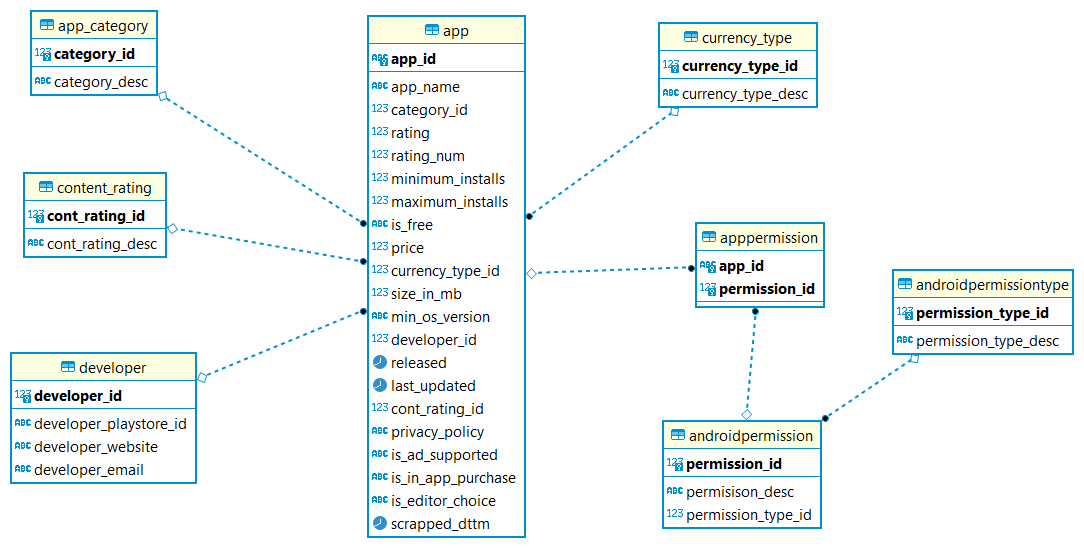 app_category
123 category_id
ABC category_desc
content_rating
123 cont_rating_id
ABC cont_rating_desc
developer
123 developer_id
ABC developer_playstore_id
ABC developer_website
ABC developer_email
app
ABC app_id
ABC app_name
123 category_id
123 rating
123 rating_num
123 minimum_installs
123 maximum_installs
ABC is_free
123 price
123 currency_type_id
123 size_in_mb
ABC min_os_version
123 developer_id
released
last_updated
123 cont_rating_id
ABC privacy_policy
ABC is_ad_supported
ABC is_in_app_purchase
ABC is_editor_choice
scrapped_dttm
currency_type
123 currency_type_id
ABC currency_type_desc
apppermission
ABC app_id
123 permission_id
androidpermissiontype
123 permission_type_id
ABC permission_type_desc
androidpermission
123 permission_id
ABC permisison_desc
123 permission_type_id